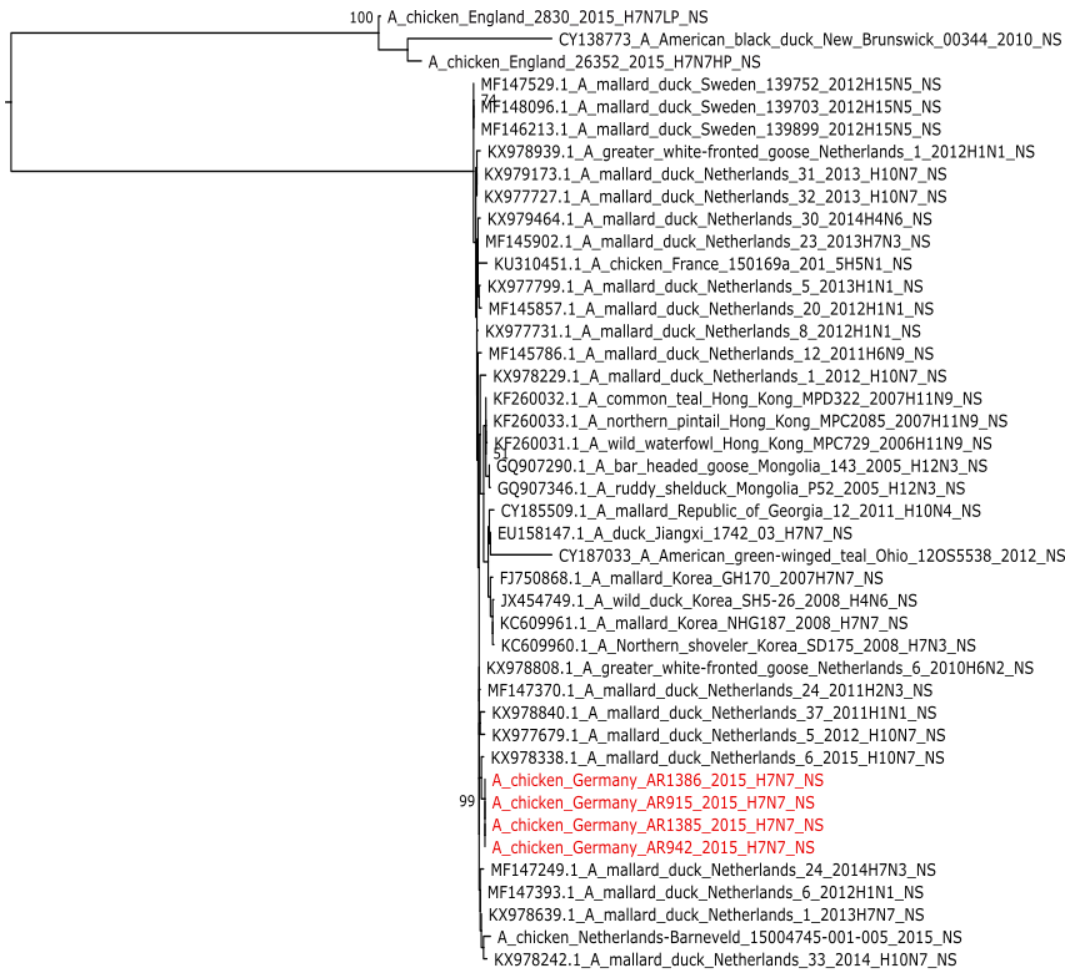 100 A_chicken_England_2830_2015_H7N7LP_NS
CY138773_A_American_black_duck_New_Brunswick_00344_2010_NS
A_chicken_England_26352_2015_H7N7HP_NS
MF147529.1_A_mallard_duck_Sweden_139752_2012H15N5_NS
74
MF148096.1_A_mallard_duck_Sweden_139703_2012H15N5_NS
MF146213.1_A_mallard_duck_Sweden_139899_2012H15N5_NS
KX978939.1_A_greater_white-fronted_goose_Netherlands_1_2012H1N1_NS
KX979173.1_A_mallard_duck_Netherlands_31_2013_H10N7_NS
KX977727.1_A_mallard_duck_Netherlands_32_2013_H10N7_NS
KX979464.1_A_mallard_duck_Netherlands_30_2014H4N6_NS
MF145902.1_A_mallard_duck_Netherlands_23_2013H7N3_NS
KU310451.1_A_chicken_France_150169a_201_5H5N1_NS
KX977799.1_A_mallard_duck_Netherlands_5_2013H1N1_NS
MF145857.1_A_mallard_duck_Netherlands_20_2012H1N1_NS
KX977731.1_A_mallard_duck_Netherlands_8_2012H1N1_NS
MF145786.1_A_mallard_duck_Netherlands_12_2011H6N9_NS
KX978229.1_A_mallard_duck_Netherlands_1_2012_H10N7_NS
KF260032.1_A_common_teal_Hong_Kong_MPD322_2007H11N9_NS
KF260033.1_A_northern_pintail_Hong_Kong_MPC2085_2007H11N9_NS
KF260031.1_A_wild_waterfowl_Hong_Kong_MPC729_2006H11N9_NS
51
GQ907290.1_A_bar_headed_goose_Mongolia_143_2005_H12N3_NS
GQ907346.1_A_ruddy_shelduck_Mongolia_P52_2005_H12N3_NS
CY185509.1_A_mallard_Republic_of_Georgia_12_2011_H10N4_NS
EU158147.1_A_duck_Jiangxi_1742_03_H7N7_NS
CY187033_A_American_green-winged_teal_Ohio_12OS5538_2012_NS
FJ750868.1_A_mallard_Korea_GH170_2007H7N7_NS
JX454749.1_A_wild_duck_Korea_SH5-26_2008_H4N6_NS
KC609961.1_A_mallard_Korea_NHG187_2008_H7N7_NS
KC609960.1_A_Northern_shoveler_Korea_SD175_2008_H7N3_NS
KX978808.1_A_greater_white-fronted_goose_Netherlands_6_2010H6N2_NS
MF147370.1_A_mallard_duck_Netherlands_24_2011H2N3_NS
KX978840.1_A_mallard_duck_Netherlands_37_2011H1N1_NS
KX977679.1_A_mallard_duck_Netherlands_5_2012_H10N7_NS
KX978338.1_A_mallard_duck_Netherlands_6_2015_H10N7_NS
A_chicken_Germany_AR1386_2015_H7N7_NS
99 A_chicken_Germany_AR915_2015_H7N7_NS
A_chicken_Germany_AR1385_2015_H7N7_NS
A_chicken_Germany_AR942_2015_H7N7_NS
MF147249.1_A_mallard_duck_Netherlands_24_2014H7N3_NS
MF147393.1_A_mallard_duck_Netherlands_6_2012H1N1_NS
KX978639.1_A_mallard_duck_Netherlands_1_2013H7N7_NS
A_chicken_Netherlands-Barneveld_15004745-001-005_2015_NS
KX978242.1_A_mallard_duck_Netherlands_33_2014_H10N7_NS